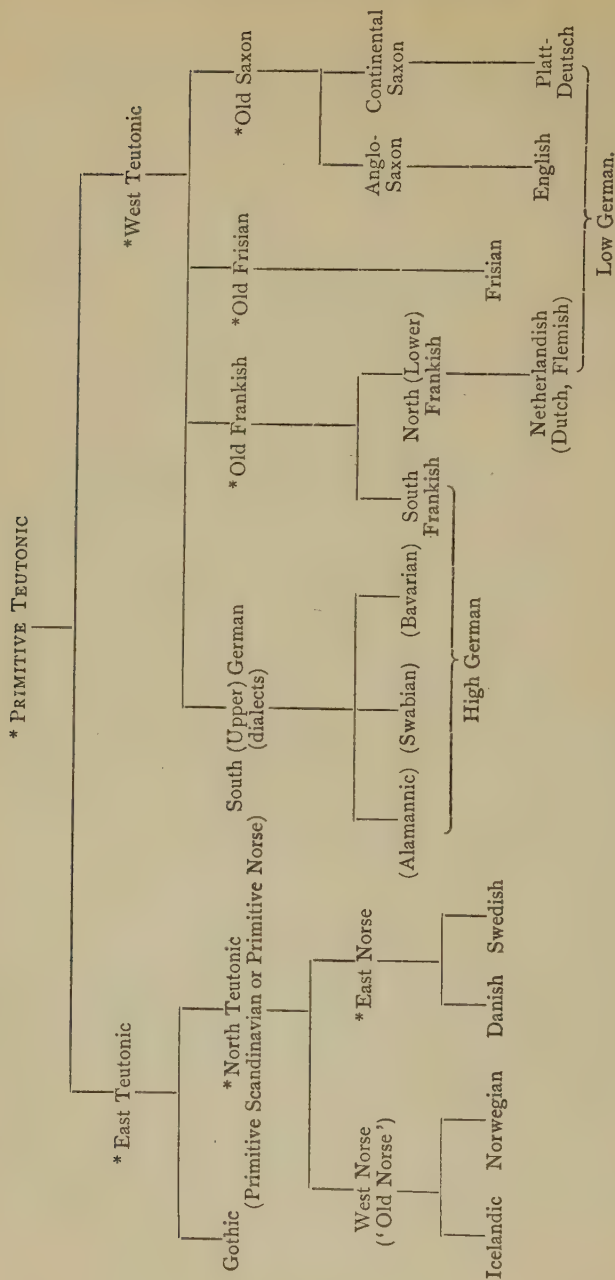 * PRIMITIVE TEUTONIC
* East Teutonic
* West Teutonic
Gothic
* North Teutonic
(Primitive Scandinavian or Primitive Norse)
South (Upper) German
(dialects)
* Old Frankish
* Old Frisian
* Old Saxon
West Norse
('Old Norse')
* East Norse
(Alamannic)
(Swabian)
(Bavarian)
South
Frankish
North (Lower)
Frankish
Anglo-
Saxon
Continental
Saxon
Icelandic
Norwegian
Danish
Swedish
High German
Netherlandish
(Dutch, Flemish)
Frisian
English
Platt-
Deutsch
Low German.